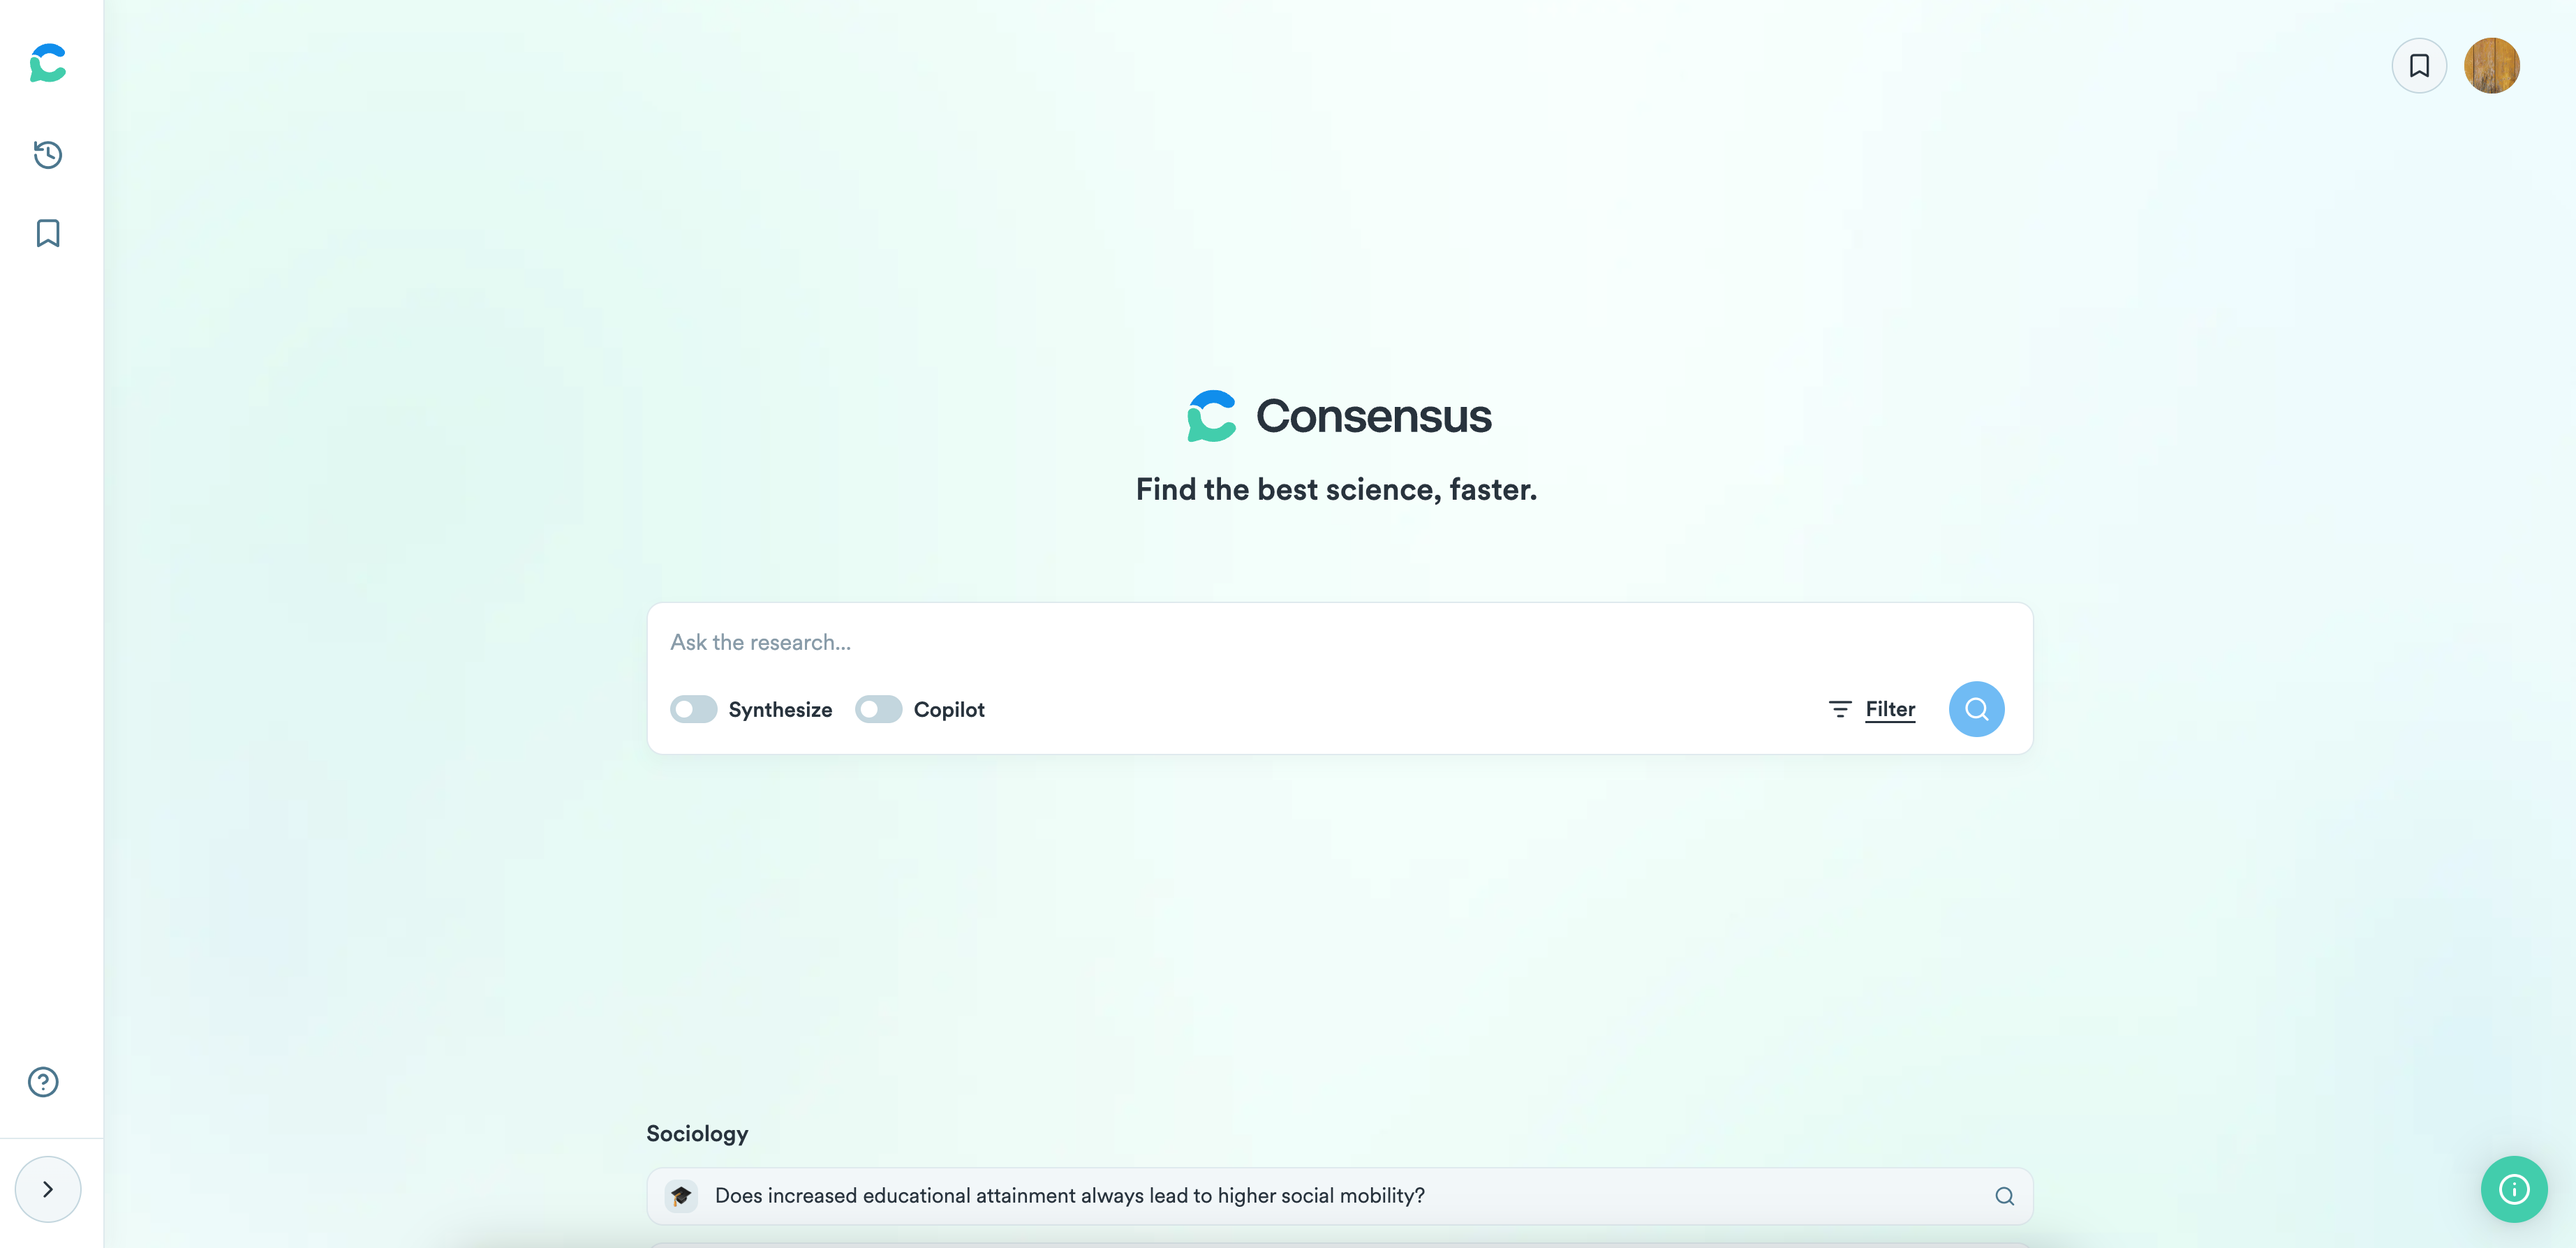 Consensus
Find the best science, faster.
Ask the research...
Synthesize Copilot Filter
Sociology
Does increased educational attainment always lead to higher social mobility?